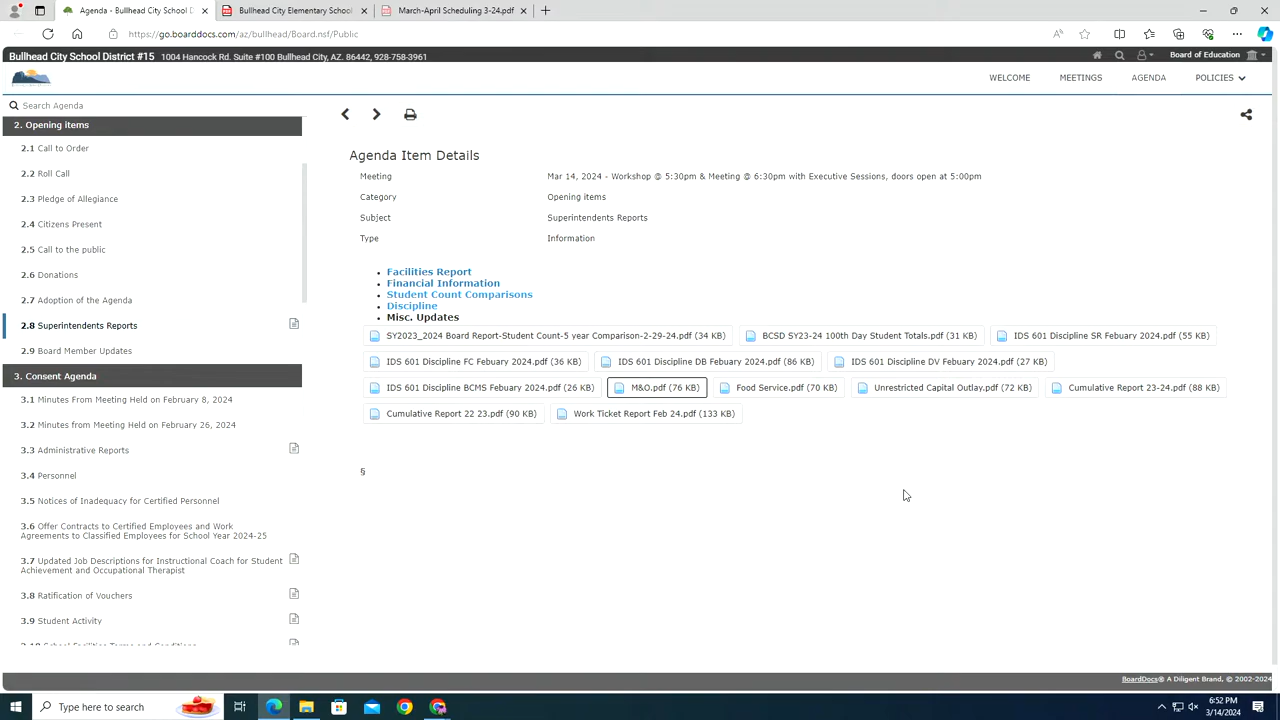 Agenda - Bullhead City School D
Bullhead City Elementary School
March-April Scheduling 3-24.pdf
https://go.boarddocs.com/az/bullhead/Board.nsf/Public
Bullhead City School District #15 1004 Hancock Rd. Suite #100 Bullhead City, AZ. 86442, 928-758-3961
Board of Education
WELCOME MEETINGS AGENDA POLICIES
Search Agenda
2. Opening items
2.1 Call to Order
2.2 Roll Call
2.3 Pledge of Allegiance
2.4 Citizens Present
2.5 Call to the public
2.6 Donations
2.7 Adoption of the Agenda
2.8 Superintendents Reports
2.9 Board Member Updates
3. Consent Agenda
3.1 Minutes From Meeting Held on February 8, 2024
3.2 Minutes from Meeting Held on February 26, 2024
3.3 Administrative Reports
3.4 Personnel
3.5 Notices of Inadequacy for Certified Personnel
3.6 Offer Contracts to Certified Employees and Work
Agreements to Classified Employees for School Year 2024-25
3.7 Updated Job Descriptions for Instructional Coach for Student
Achievement and Occupational Therapist
3.8 Ratification of Vouchers
3.9 Student Activity
3.10 School Facilities Terms and Conditions
Agenda Item Details
Meeting Mar 14, 2024 - Workshop @ 5:30pm & Meeting @ 6:30pm with Executive Sessions, doors open at 5:00pm
Category Opening items
Subject Superintendents Reports
Type Information
• Facilities Report
• Financial Information
• Student Count Comparisons
• Discipline
• Misc. Updates
SY2023_2024 Board Report-Student Count-5 year Comparison-2-29-24.pdf (34 KB) BCSD SY23-24 100th Day Student Totals.pdf (31 KB) IDS 601 Discipline SR Febuary 2024.pdf (55 KB)
IDS 601 Discipline FC Febuary 2024.pdf (36 KB) IDS 601 Discipline DB Febuary 2024.pdf (86 KB) IDS 601 Discipline DV Febuary 2024.pdf (27 KB)
IDS 601 Discipline BCMS Febuary 2024.pdf (26 KB) M&O.pdf (76 KB) Food Service.pdf (70 KB) Unrestricted Capital Outlay.pdf (72 KB) Cumulative Report 23-24.pdf (88 KB)
Cumulative Report 22 23.pdf (90 KB) Work Ticket Report Feb 24.pdf (133 KB)
§
BoardDocs® A Diligent Brand, © 2002-2024
Type here to search
6:52 PM
3/14/2024